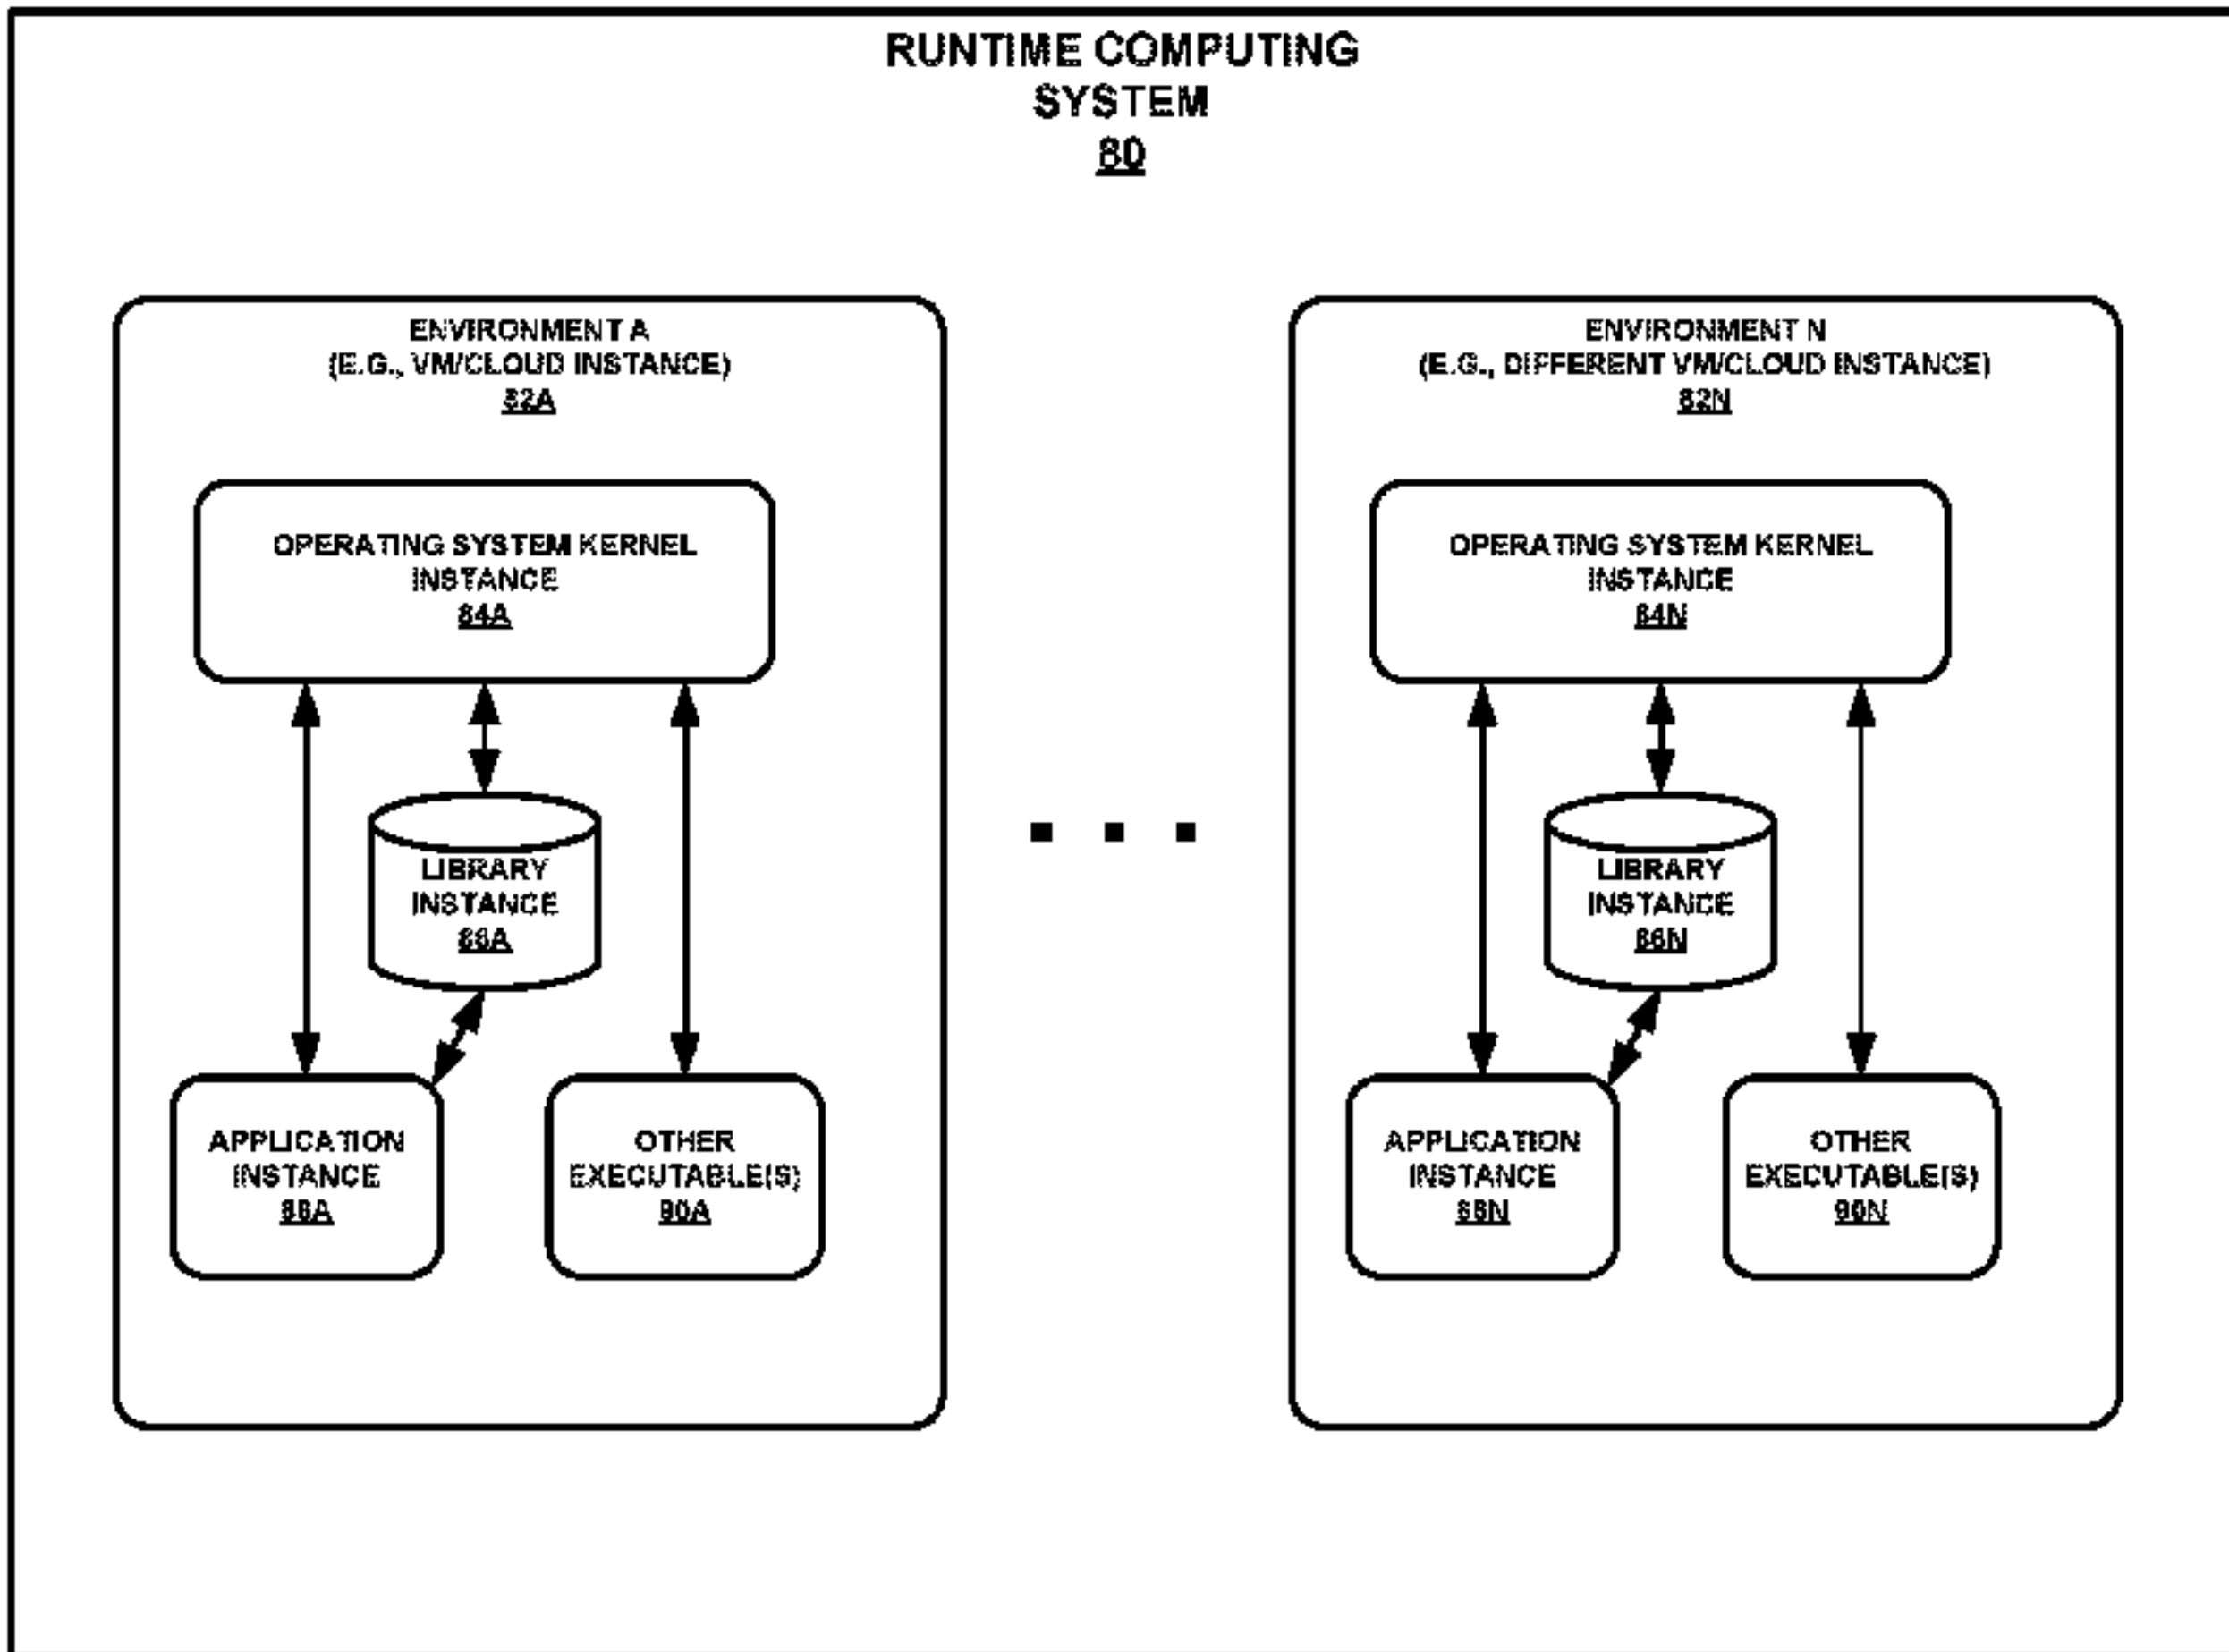 RUNTIME COMPUTING
SYSTEM
80
ENVIRONMENT A
(E.G., VM/CLOUD INSTANCE)
82A
OPERATING SYSTEM KERNEL
INSTANCE
84A
LIBRARY
INSTANCE
86A
APPLICATION
INSTANCE
88A
OTHER
EXECUTABLE(S)
90A
ENVIRONMENT N
(E.G., DIFFERENT VM/CLOUD INSTANCE)
82N
OPERATING SYSTEM KERNEL
INSTANCE
84N
LIBRARY
INSTANCE
86N
APPLICATION
INSTANCE
88N
OTHER
EXECUTABLE(S)
90N